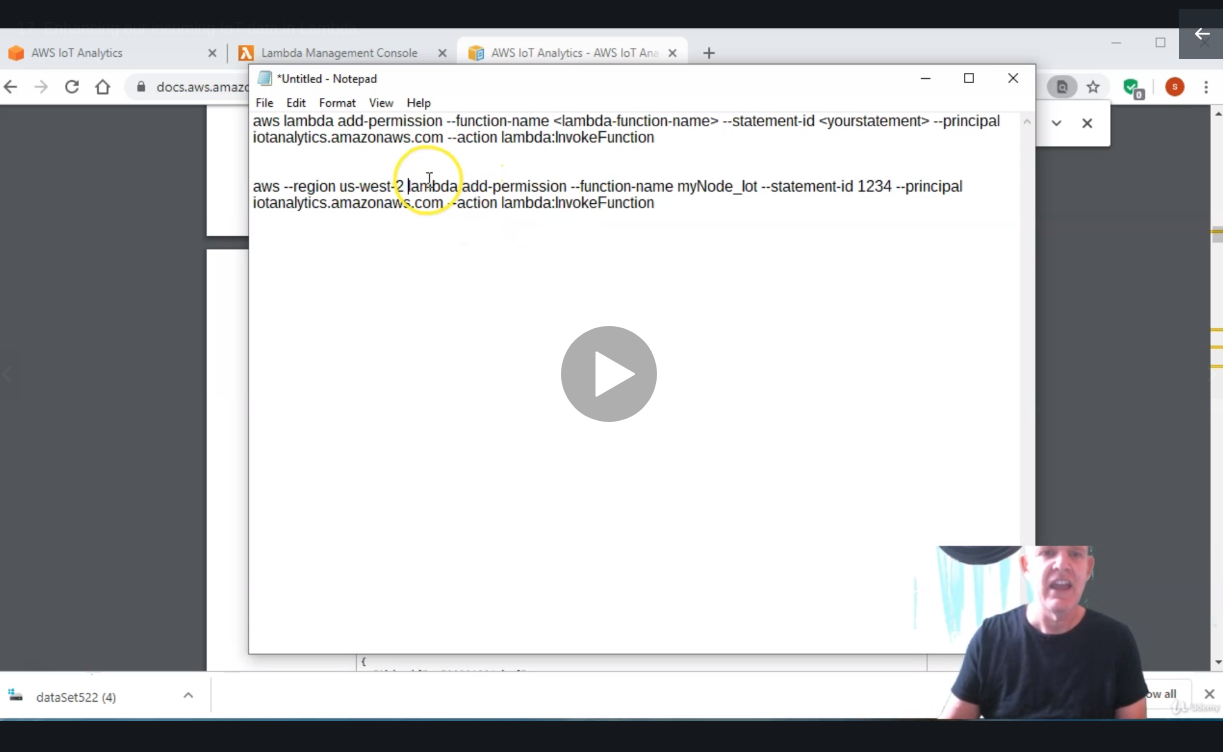 AWS IoT Analytics
Lambda Management Console
AWS IoT Analytics - AWS IoT Ana
docs.aws.amazo
0
s
*Untitled - Notepad
File Edit Format View Help
aws lambda add-permission --function-name <lambda-function-name> --statement-id <yourstatement> --principal
iotanalytics.amazonaws.com --action lambda:InvokeFunction
aws --region us-west-2 lambda add-permission --function-name myNode_Iot --statement-id 1234 --principal
iotanalytics.amazonaws.com --action lambda:InvokeFunction
{
dataSet522 (4)
ow all
Udemy